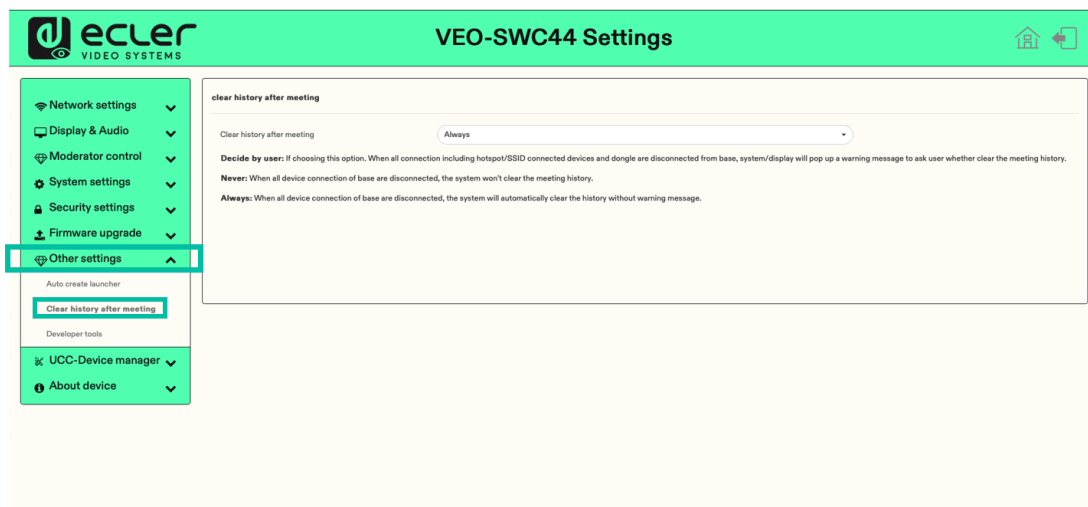 ecler
VIDEO SYSTEMS
VEO-SWC44 Settings
Network settings
Display & Audio
Moderator control
System settings
Security settings
Firmware upgrade
Other settings
Auto create launcher
Clear history after meeting
Developer tools
UCC-Device manager
About device
clear history after meeting
Clear history after meeting Always
Decide by user: If choosing this option. When all connection including hotspot/SSID connected devices and dongle are disconnected from base, system/display will pop up a warning message to ask user whether clear the meeting history.
Never: When all device connection of base are disconnected, the system won't clear the meeting history.
Always: When all device connection of base are disconnected, the system will automatically clear the history without warning message.